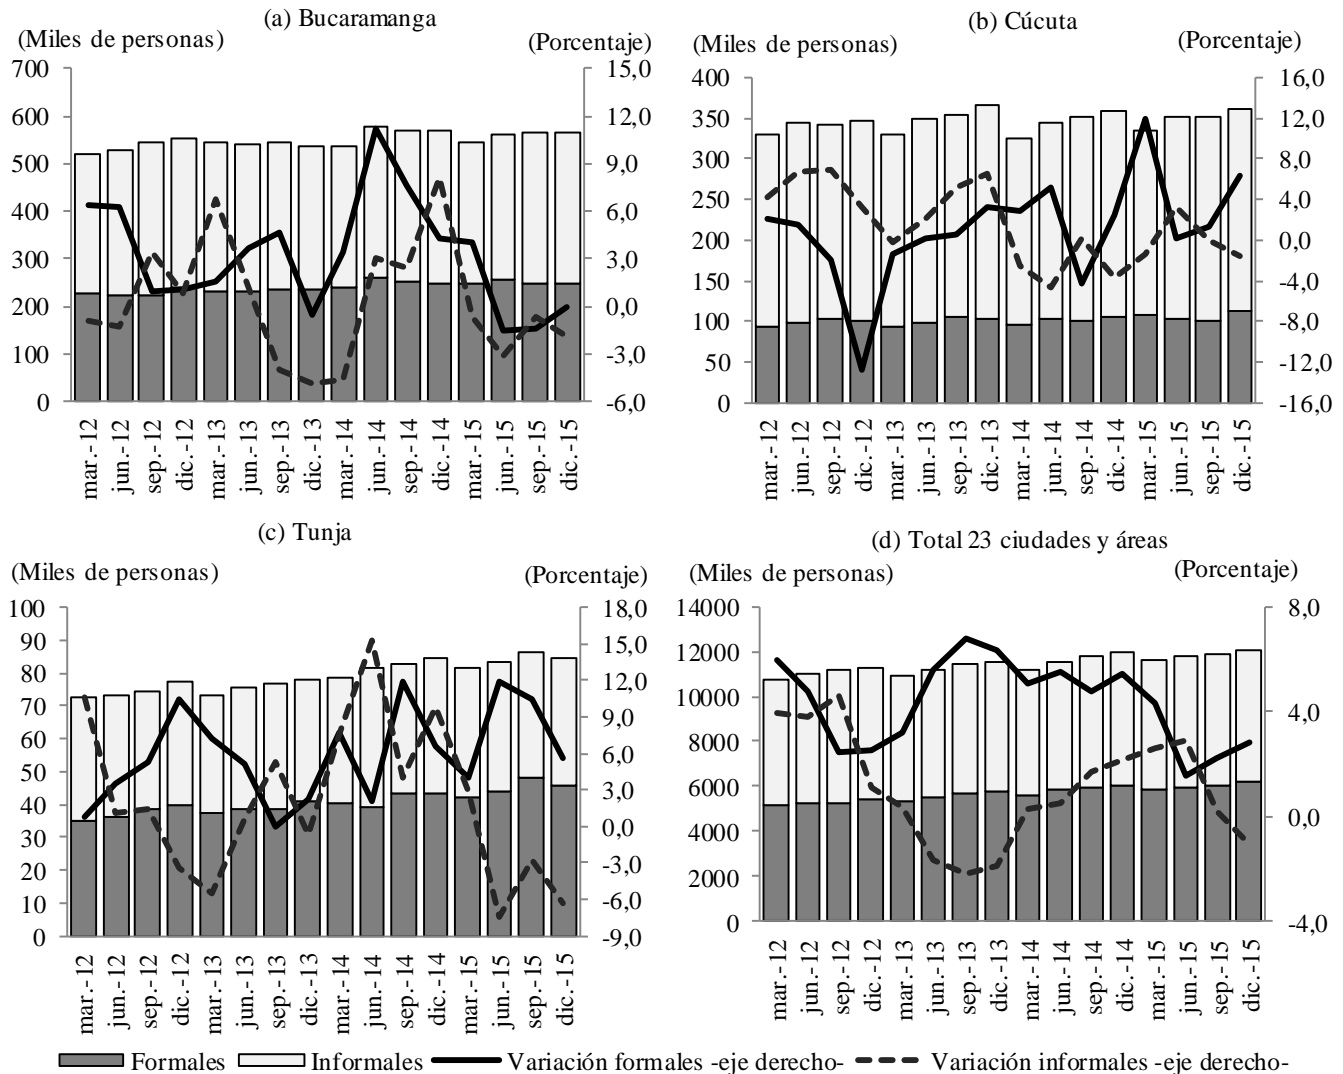 (a) Bucaramanga
(Miles de personas) (Porcentaje)
700 15,0
600 12,0
500 9,0
400 6,0
300 3,0
200 0,0
100 -3,0
0 -6,0
mar.-12 jun.-12 sep.-12 dic.-12 mar.-13 jun.-13 sep.-13 dic.-13 mar.-14 jun.-14 sep.-14 dic.-14 mar.-15 jun.-15 sep.-15 dic.-15
(b) Cúcuta
(Miles de personas) (Porcentaje)
400 16,0
350 12,0
300 8,0
250 4,0
200 0,0
150 -4,0
100 -8,0
50 -12,0
0 -16,0
mar.-12 jun.-12 sep.-12 dic.-12 mar.-13 jun.-13 sep.-13 dic.-13 mar.-14 jun.-14 sep.-14 dic.-14 mar.-15 jun.-15 sep.-15 dic.-15
(c) Tunja
(Miles de personas) (Porcentaje)
100 18,0
90 15,0
80 12,0
70 9,0
60 6,0
50 3,0
40 0,0
30 -3,0
20 -6,0
10 -9,0
0
mar.-12 jun.-12 sep.-12 dic.-12 mar.-13 jun.-13 sep.-13 dic.-13 mar.-14 jun.-14 sep.-14 dic.-14 mar.-15 jun.-15 sep.-15 dic.-15
(d) Total 23 ciudades y áreas
(Miles de personas) (Porcentaje)
14000 8,0
12000
10000 4,0
8000
6000
4000 0,0
2000
0 -4,0
mar.-12 jun.-12 sep.-12 dic.-12 mar.-13 jun.-13 sep.-13 dic.-13 mar.-14 jun.-14 sep.-14 dic.-14 mar.-15 jun.-15 sep.-15 dic.-15
Formales Informales Variación formales -eje derecho- Variación informales -eje derecho-